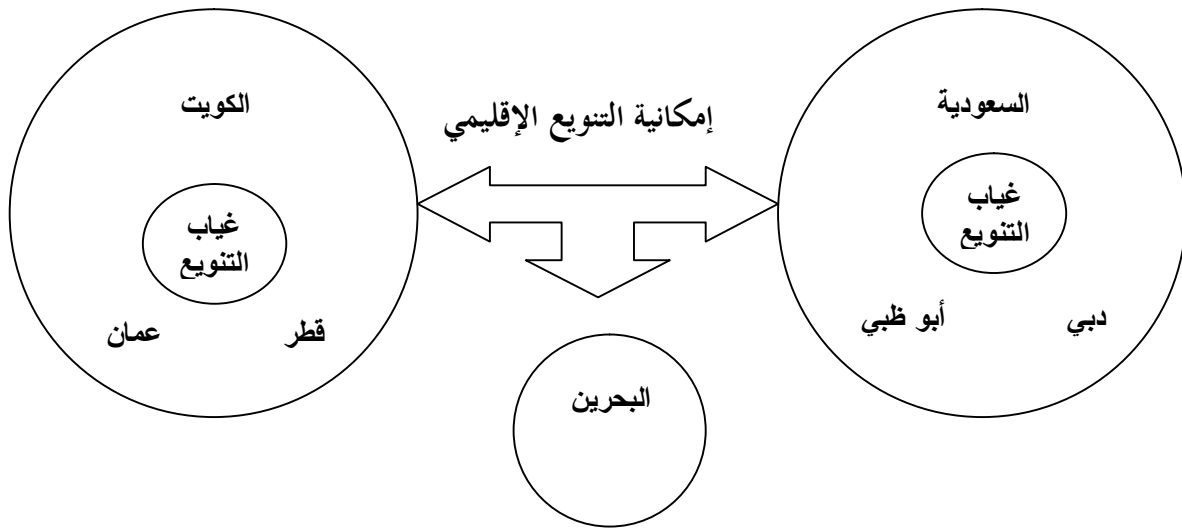 السعودية
غياب
التنويع
أبو ظبي
دبي
إمكانية التنويع الإقليمي
الكويت
غياب
التنويع
قطر
عمان
البحرين